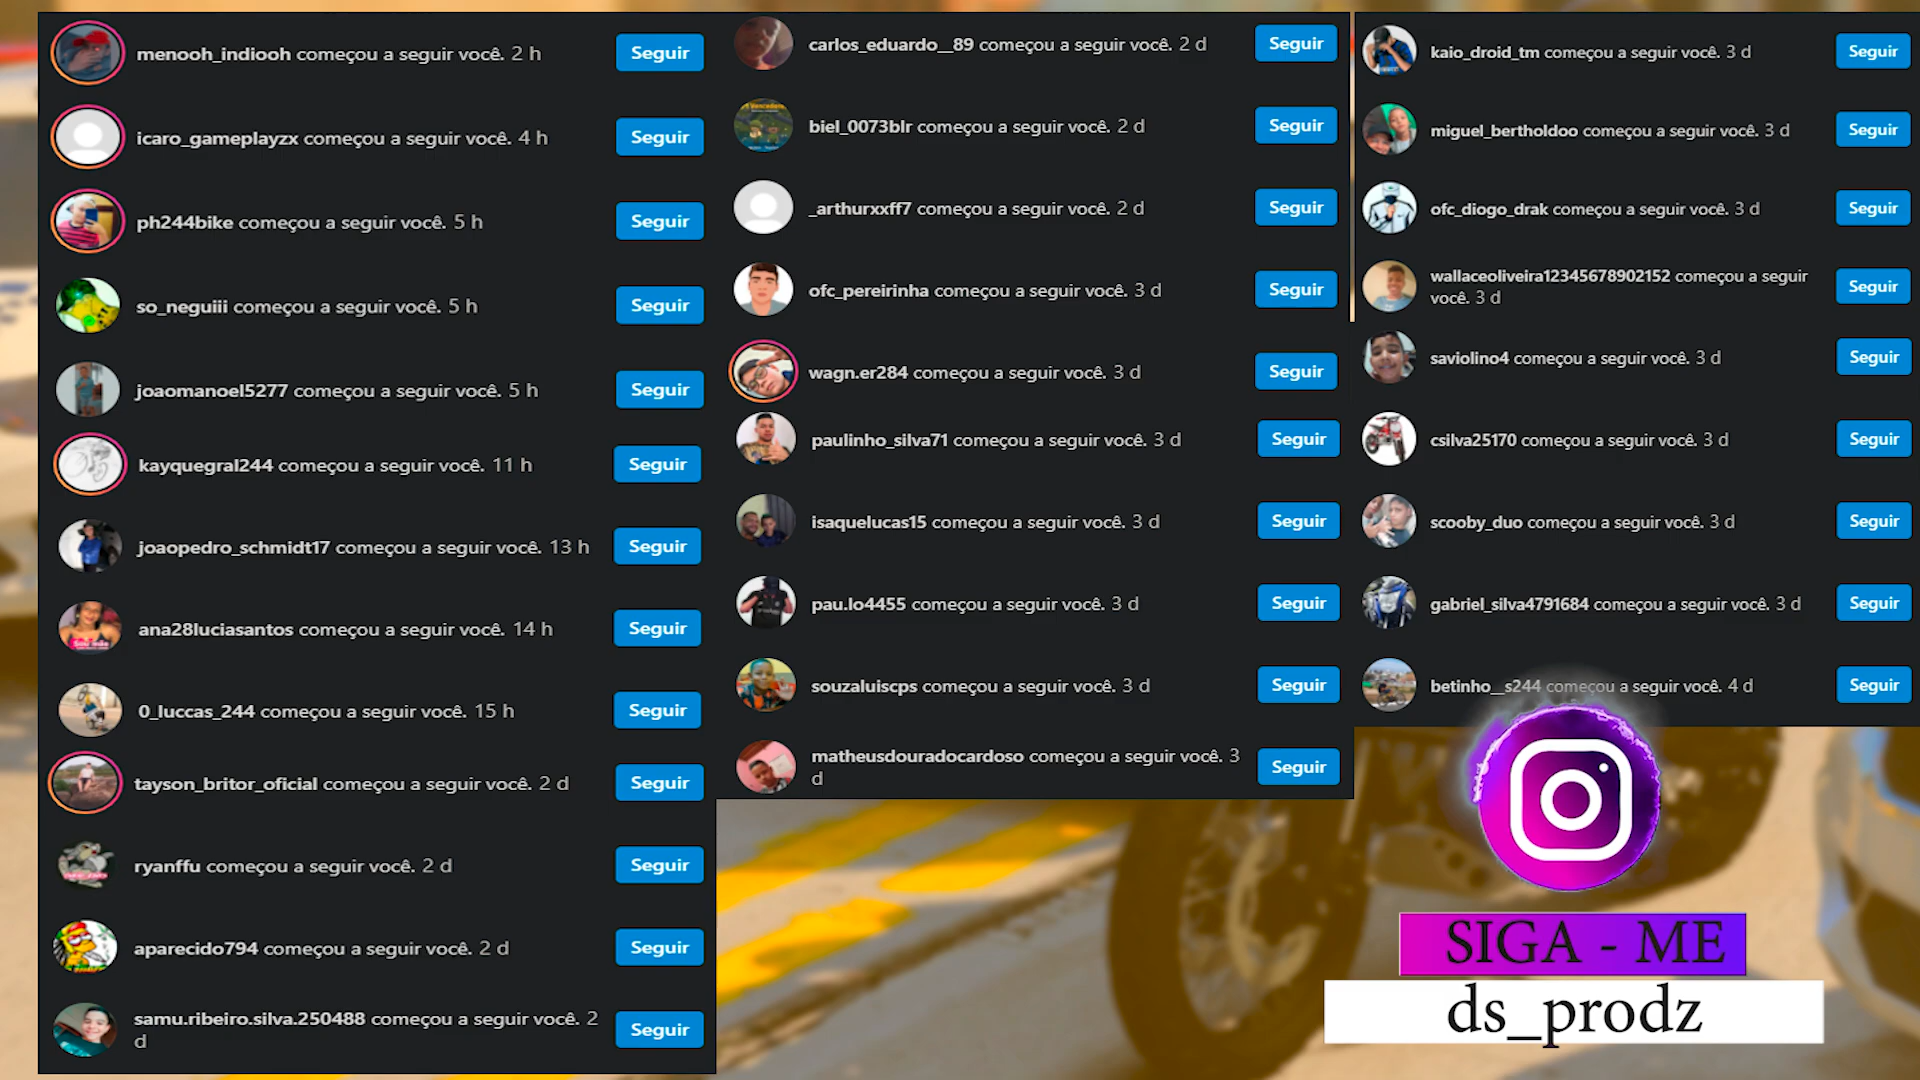 menooh_indiooh começou a seguir você. 2 h
Seguir
icaro_gameplayzx começou a seguir você. 4 h
Seguir
ph244bike começou a seguir você. 5 h
Seguir
so_neguiii começou a seguir você. 5 h
Seguir
joaomanoel5277 começou a seguir você. 5 h
Seguir
kayquegral244 começou a seguir você. 11 h
Seguir
joaopedro_schmidt17 começou a seguir você. 13 h
Seguir
ana28luciasantos começou a seguir você. 14 h
Seguir
0_luccas_244 começou a seguir você. 15 h
Seguir
tayson_britor_oficial começou a seguir você. 2 d
Seguir
ryanffu começou a seguir você. 2 d
Seguir
aparecido794 começou a seguir você. 2 d
Seguir
samu.ribeiro.silva.250488 começou a seguir você. 2
d
Seguir
carlos_eduardo__89 começou a seguir você. 2 d
Seguir
biel_0073blr começou a seguir você. 2 d
Seguir
_arthurxxff7 começou a seguir você. 2 d
Seguir
ofc_pereirinha começou a seguir você. 3 d
Seguir
wagn.er284 começou a seguir você. 3 d
Seguir
paulinho_silva71 começou a seguir você. 3 d
Seguir
isaquelucas15 começou a seguir você. 3 d
Seguir
pau.lo4455 começou a seguir você. 3 d
Seguir
souzaluiscps começou a seguir você. 3 d
Seguir
matheusdouradocardoso começou a seguir você. 3
d
Seguir
kaio_droid_tm começou a seguir você. 3 d
Seguir
miguel_bertholdoo começou a seguir você. 3 d
Seguir
ofc_diogo_drak começou a seguir você. 3 d
Seguir
wallaceoliveira12345678902152 começou a seguir
você. 3 d
Seguir
saviolino4 começou a seguir você. 3 d
Seguir
csilva25170 começou a seguir você. 3 d
Seguir
scooby_duo começou a seguir você. 3 d
Seguir
gabriel_silva4791684 começou a seguir você. 3 d
Seguir
betinho__s244 começou a seguir você. 4 d
Seguir
SIGA - ME
ds_prodz